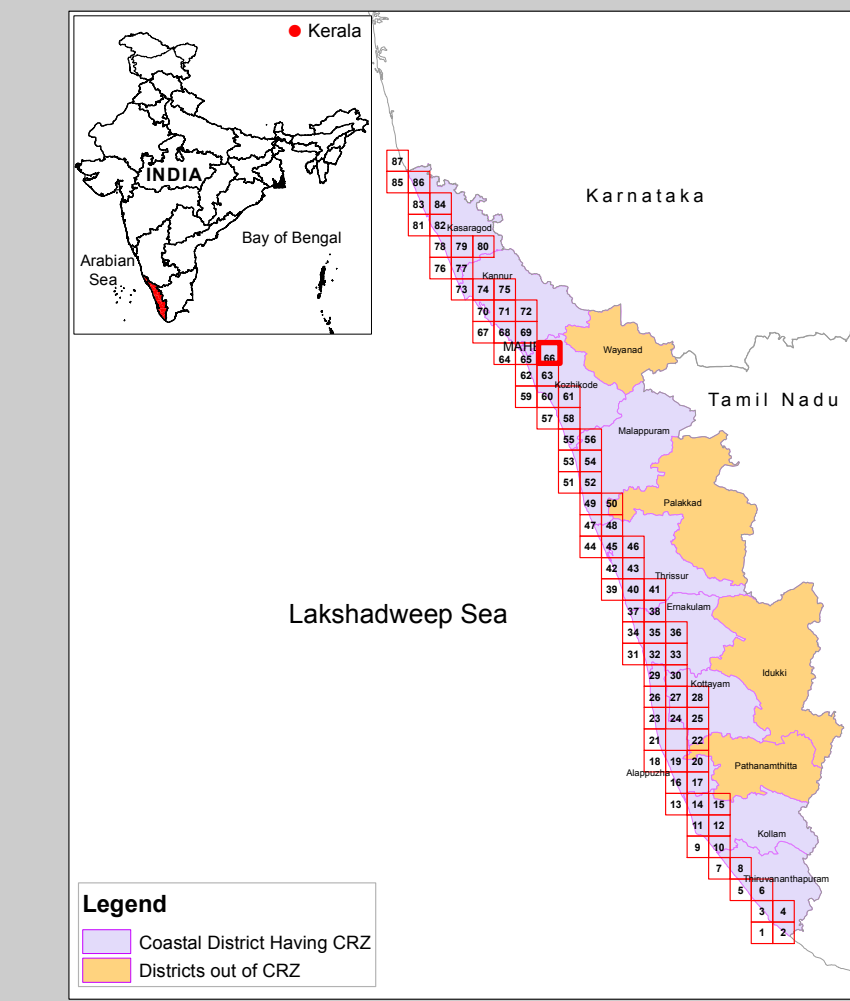 Kerala
INDIA
Bay of Bengal
Arabian
Sea
Karnataka
Tamil Nadu
Lakshadweep Sea
87
85 86
83 84
81 82
Kasaragod
78 79 80
76 77
Kannur
73 74 75
70 71 72
67 68 69
MAHE
Wayanad
64 65 66
62 63
Kozhikode
59 60 61
57 58
Malappuram
55 56
53 54
51 52
49 50
Palakkad
47 48
44 45 46
42 43
Thrissur
39 40 41
Ernakulam
37 38
34 35 36
31 32 33
29 30
Idukki
Kottayam
26 27 28
23 24 25
21 22
18 19 20
Pathanamthitta
Alappuzha
16 17
13 14 15
11 12
Kollam
9 10
7 8
Thiruvananthapuram
5 6
3 4
1 2
Legend
Coastal District Having CRZ
Districts out of CRZ